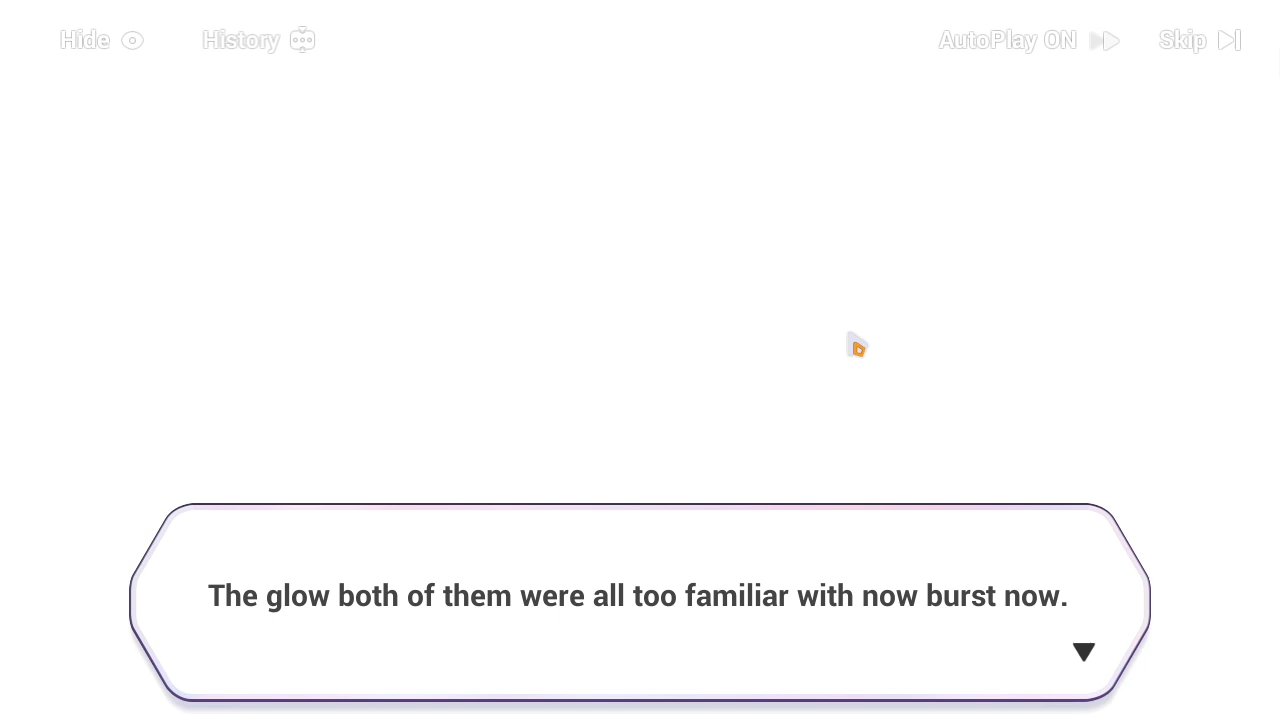 Hide
History
AutoPlay ON
Skip
The glow both of them were all too familiar with now burst now.